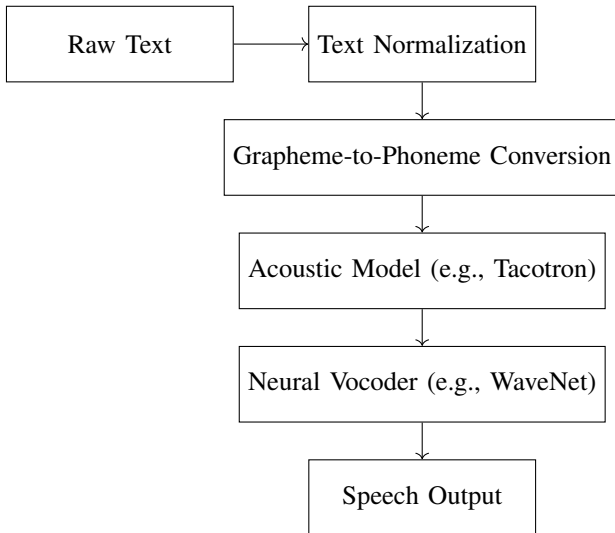 Raw Text
Text Normalization
Grapheme-to-Phoneme Conversion
Acoustic Model (e.g., Tacotron)
Neural Vocoder (e.g., WaveNet)
Speech Output